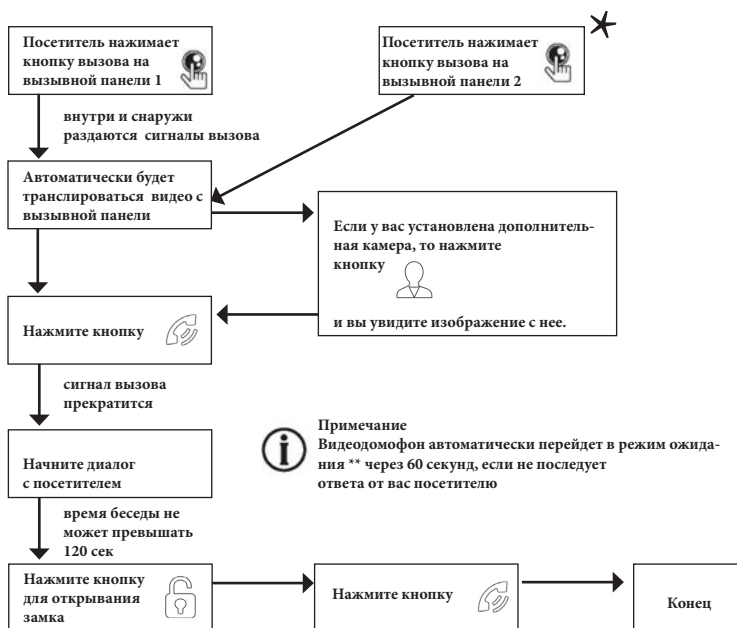 Посетитель нажимает
кнопку вызова на
вызывной панели 1
Посетитель нажимает
кнопку вызова на
вызывной панели 2
внутри и снаружи
раздаются сигналы вызова
Автоматически будет
транслироваться видео с
вызывной панели
Если у вас установлена дополнитель-
ная камера, то нажмите
кнопку
и вы увидите изображение с нее.
Нажмите кнопку
сигнал вызова
прекратится
Примечание
Видеодомофон автоматически перейдет в режим ожида-
ния ** через 60 секунд, если не последует
ответа от вас посетителю
Начните диалог
с посетителем
время беседы не
может превышать
120 сек
Нажмите кнопку
для открывания
замка
Нажмите кнопку
Конец